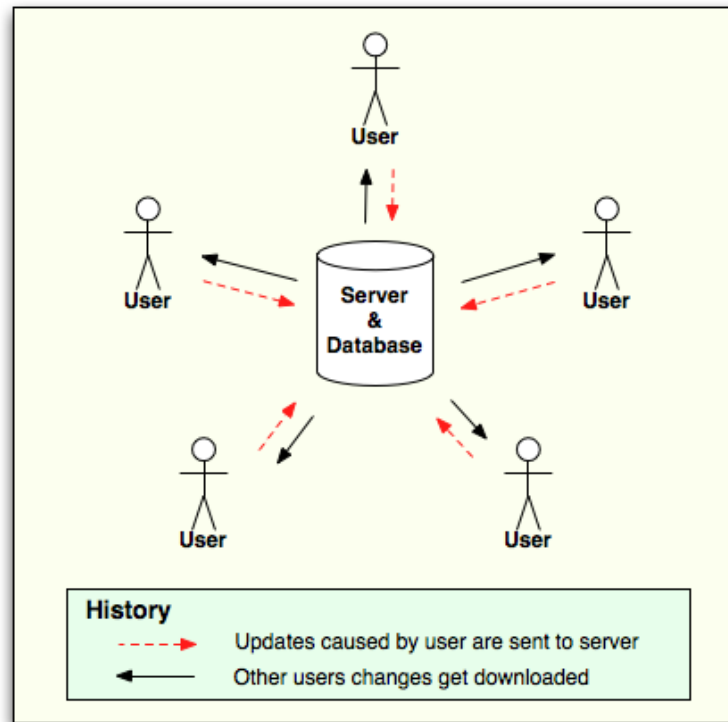 User
User
User
Server
&
Database
User
User
History
Updates caused by user are sent to server
Other users changes get downloaded